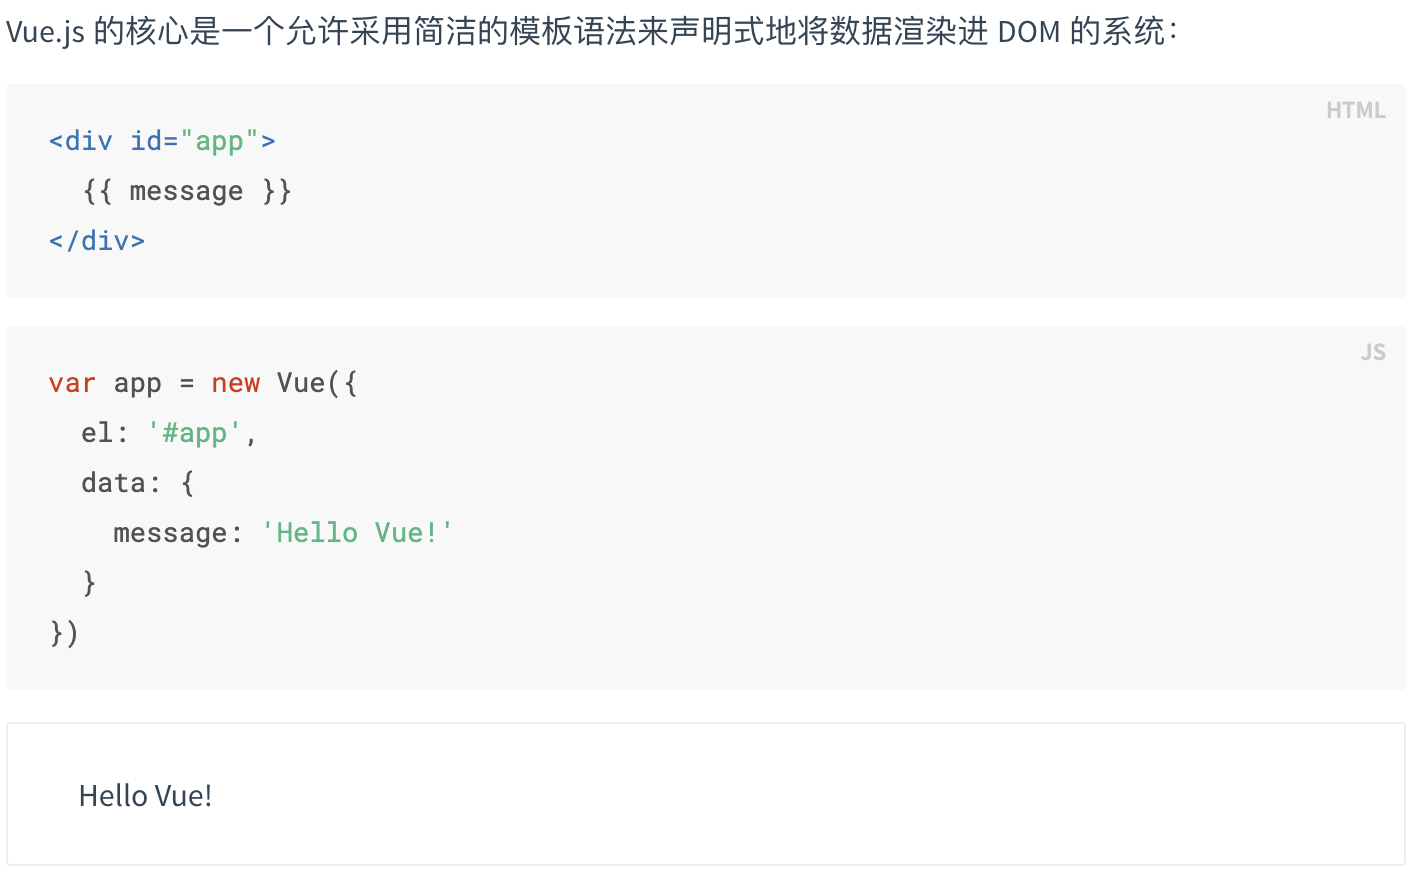 Vue.js 的核心是一个允许采用简洁的模板语法来声明式地将数据渲染进 DOM 的系统：
HTML
<div id="app">
  {{ message }}
</div>
JS
var app = new Vue({
  el: '#app',
  data: {
    message: 'Hello Vue!'
  }
})
Hello Vue!